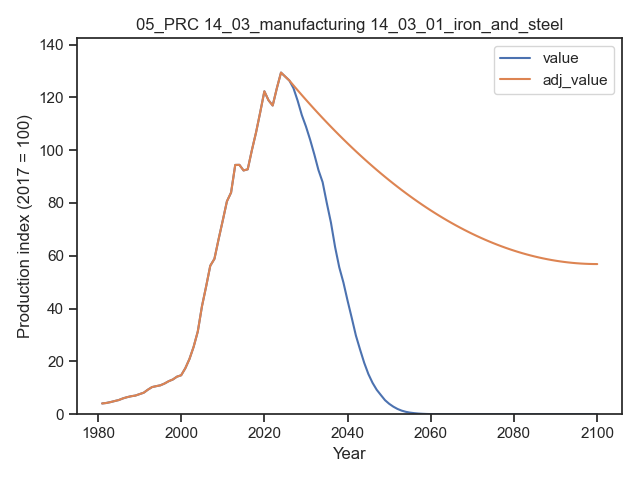 05_PRC 14_03_manufacturing 14_03_01_iron_and_steel
value
adj_value
Production index (2017 = 100)
140
120
100
80
60
40
20
0
1980 2000 2020 2040 2060 2080 2100
Year